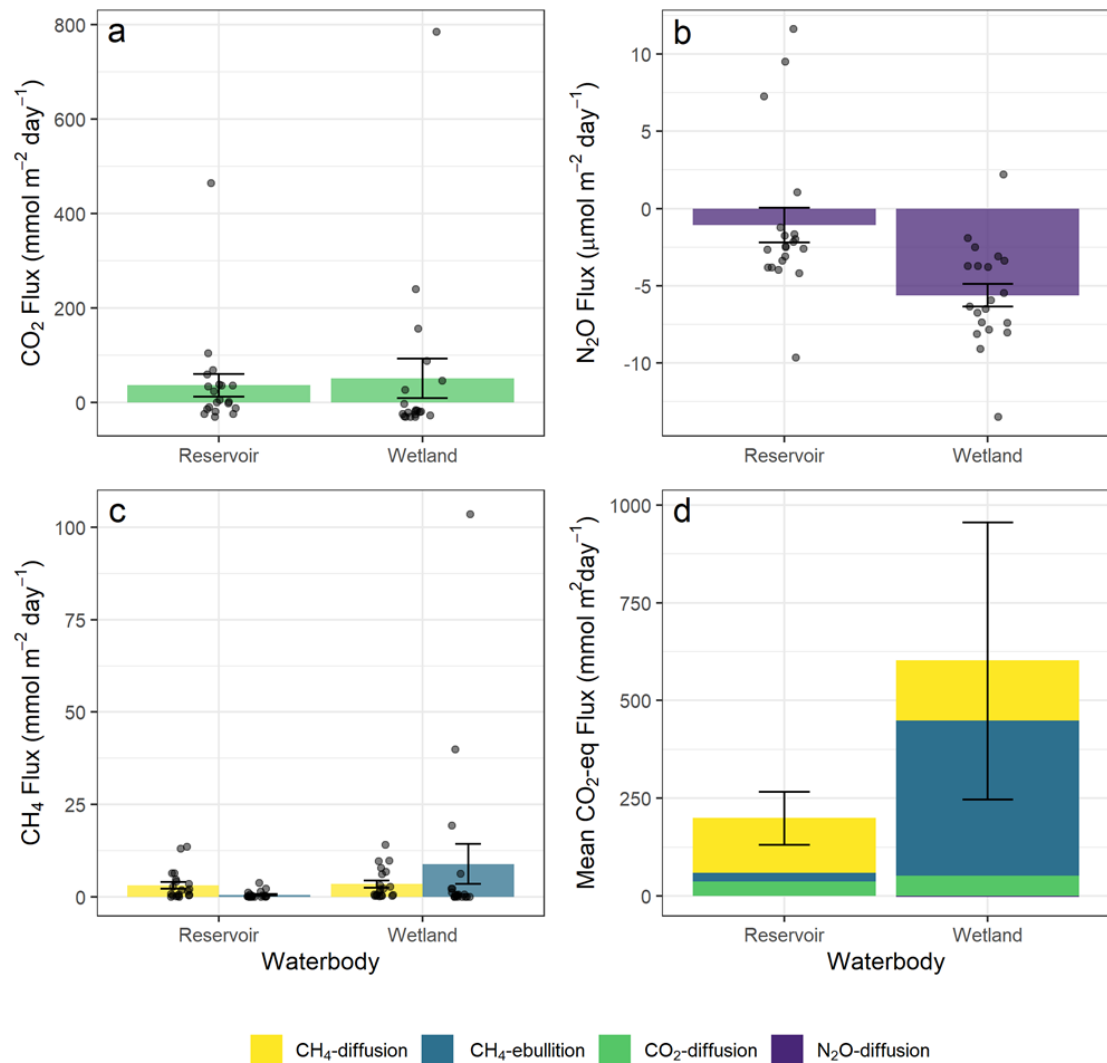 a
CO₂ Flux (mmol m⁻² day⁻¹)
800
600
400
200
0
Reservoir
Wetland
b
N₂O Flux (μmol m⁻² day⁻¹)
10
5
0
−5
−10
Reservoir
Wetland
c
CH₄ Flux (mmol m⁻² day⁻¹)
100
75
50
25
0
Reservoir
Wetland
Waterbody
d
Mean CO₂-eq Flux (mmol m²day⁻¹)
1000
750
500
250
0
Reservoir
Wetland
Waterbody
CH₄-diffusion
CH₄-ebullition
CO₂-diffusion
N₂O-diffusion